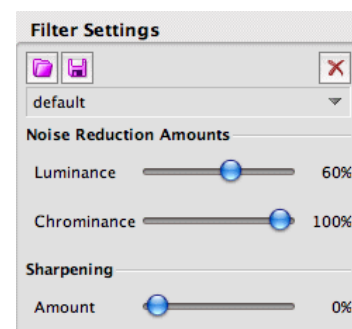 Filter Settings
default
Noise Reduction Amounts
Luminance 60%
Chrominance 100%
Sharpening
Amount 0%